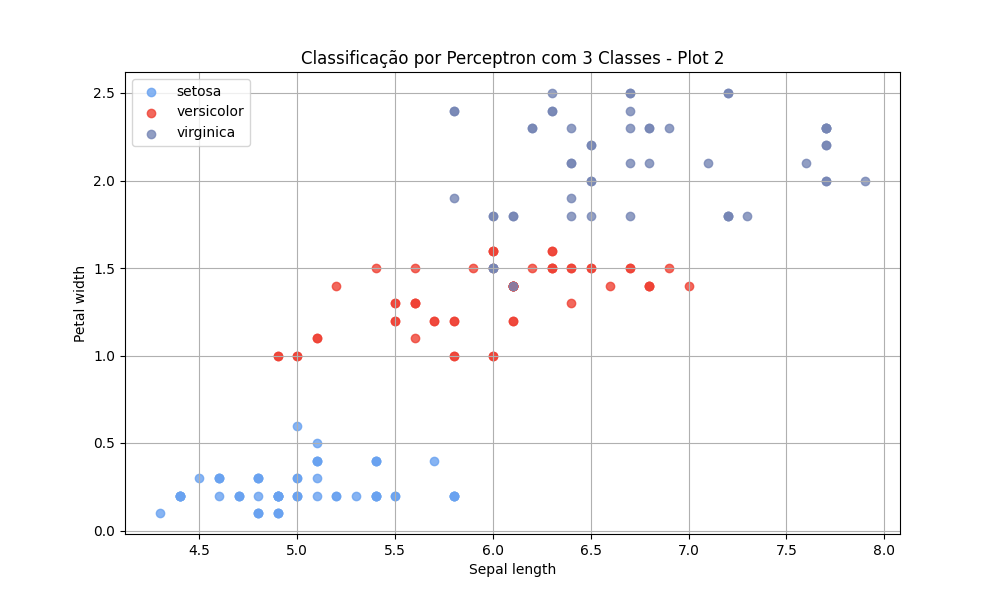 Classificação por Perceptron com 3 Classes - Plot 2
setosa
versicolor
virginica
2.5
2.0
1.5
1.0
0.5
0.0
Petal width
4.5 5.0 5.5 6.0 6.5 7.0 7.5 8.0
Sepal length